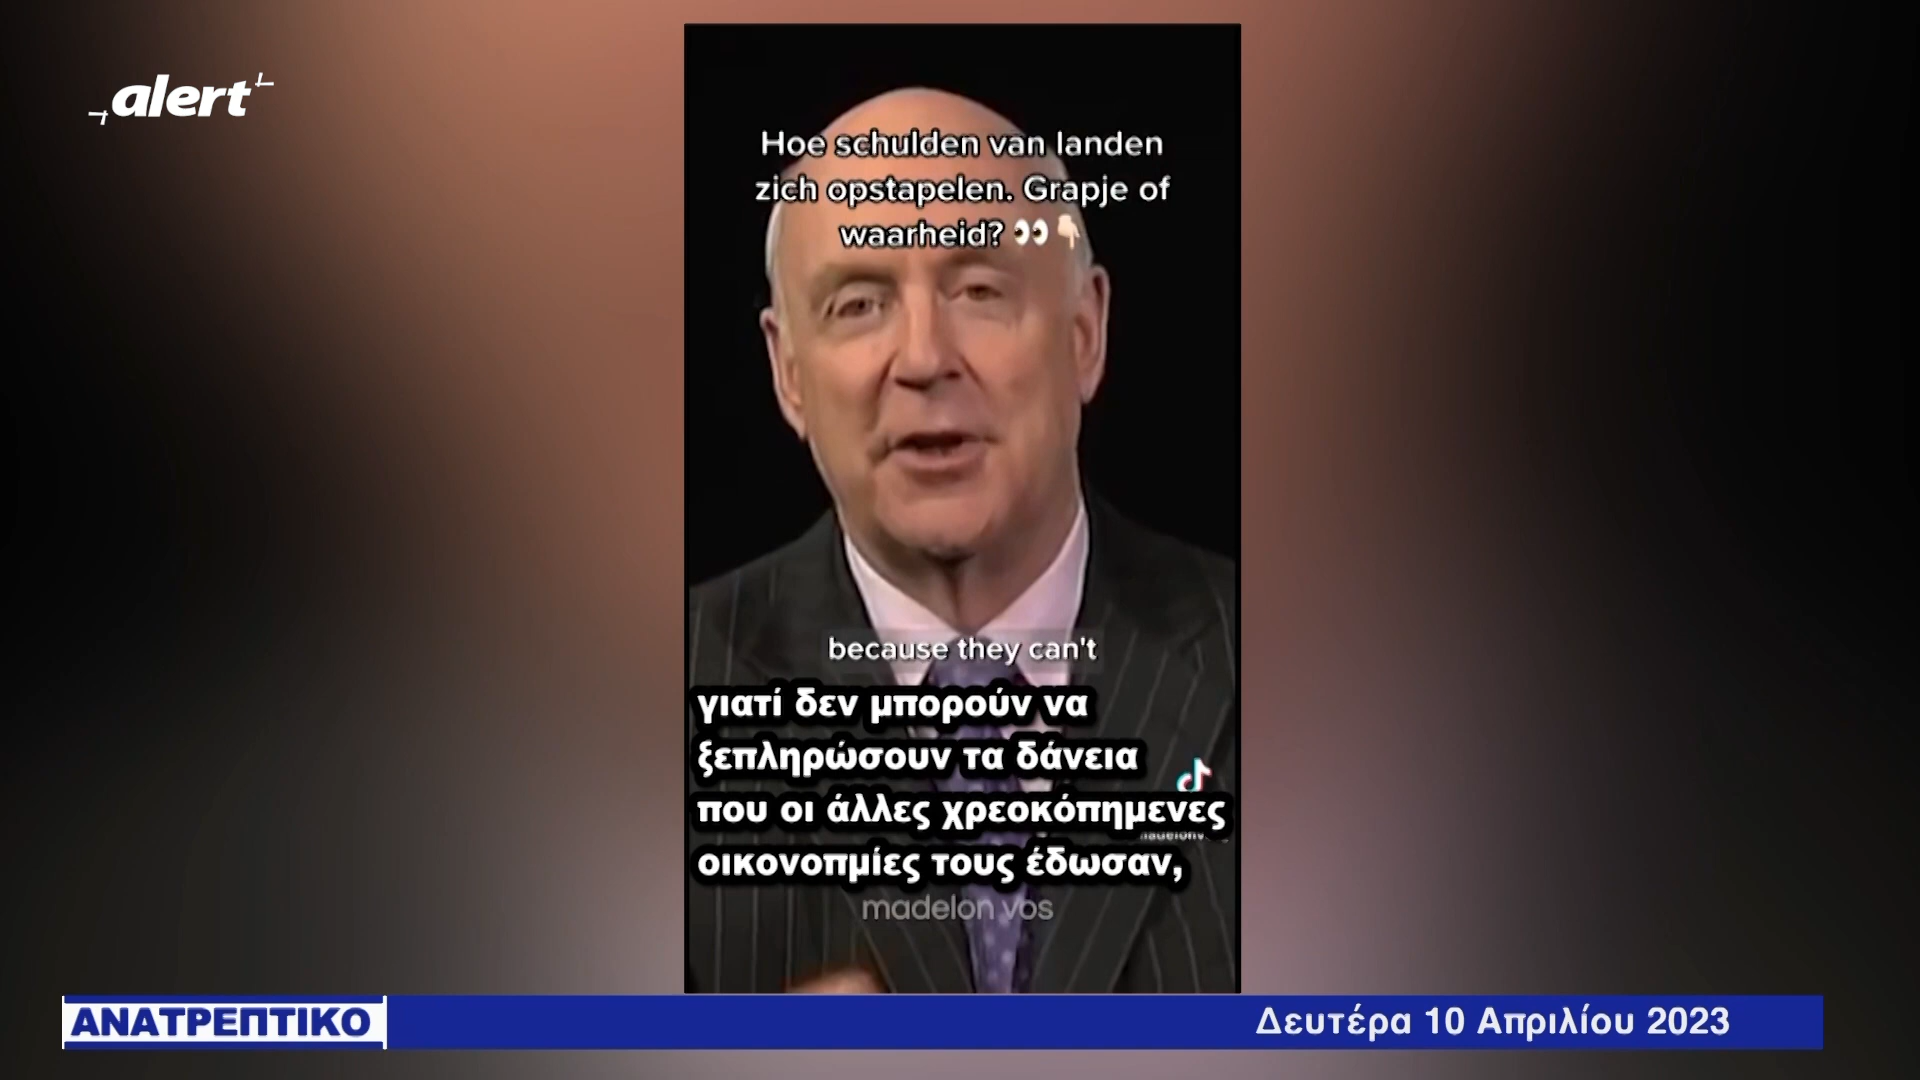 alert
Hoe schulden van landen
zich opstapelen. Grapje of
waarheid? 👀👇🏻
because they can't
γιατί δεν μπορούν να
ξεπληρώσουν τα δάνεια
που οι άλλες χρεοκόπημενες
οικονοπμίες τους έδωσαν,
madelon vos
ΑΝΑΤΡΕΠΤΙΚΟ
Δευτέρα 10 Απριλίου 2023